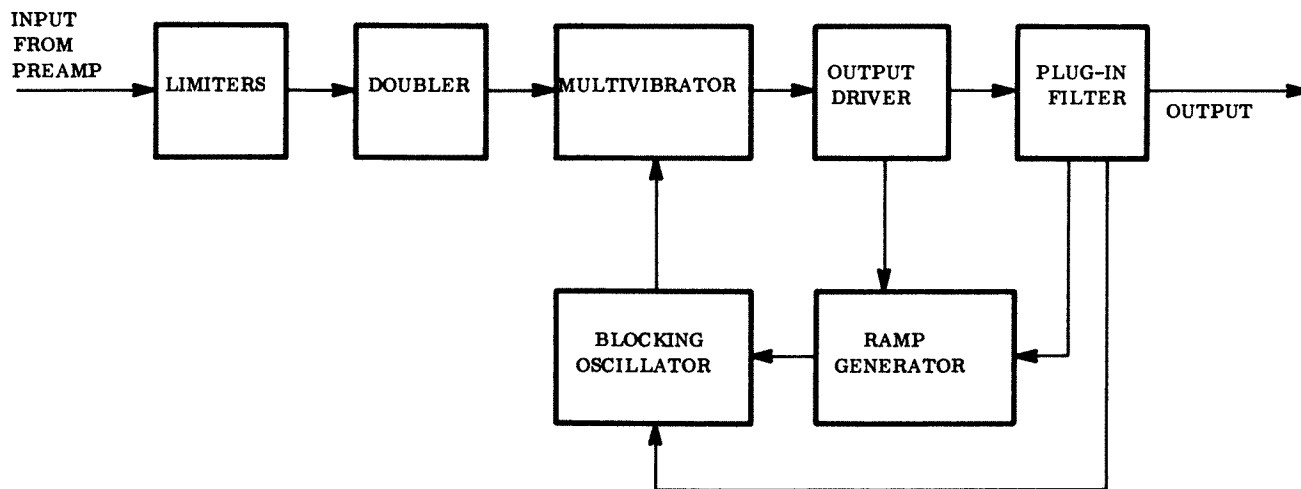 INPUT
FROM
PREAMP
LIMITERS
DOUBLER
MULTIVIBRATOR
OUTPUT
DRIVER
PLUG-IN
FILTER
OUTPUT
BLOCKING
OSCILLATOR
RAMP
GENERATOR